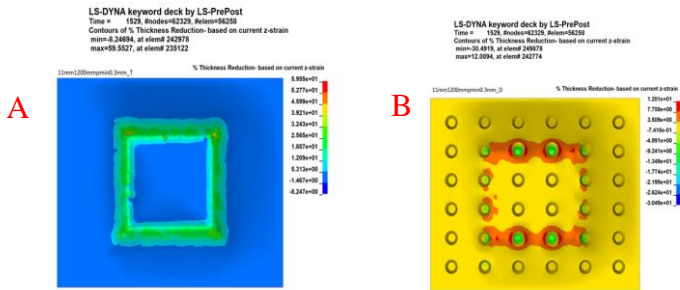 LS-DYNA keyword deck by LS-PrePost
Time = 1529, #nodes=62329, #elem=56258
Contours of % Thickness Reduction- based on current z-strain
min=-8.24694, at elem# 242978
max=59.5527, at elem# 235122
% Thickness Reduction- based on current z-strain
11mm1200mmpmin0.3mm_T
5.955e+01
5.277e+01
4.599e+01
3.921e+01
3.243e+01
2.565e+01
1.887e+01
1.209e+01
5.313e+00
-1.467e+00
-8.247e+00
A
LS-DYNA keyword deck by LS-PrePost
Time = 1529, #nodes=62329, #elem=56258
Contours of % Thickness Reduction- based on current z-strain
min=-30.4919, at elem# 249878
max=12.0094, at elem# 242774
11mm1200mmpmin0.3mm_D
% Thickness Reduction- based on current z-strain
1.201e+01
7.759e+00
3.509e+00
-7.410e-01
-4.991e+00
-9.241e+00
-1.349e+01
-1.774e+01
-2.199e+01
-2.624e+01
-3.049e+01
B